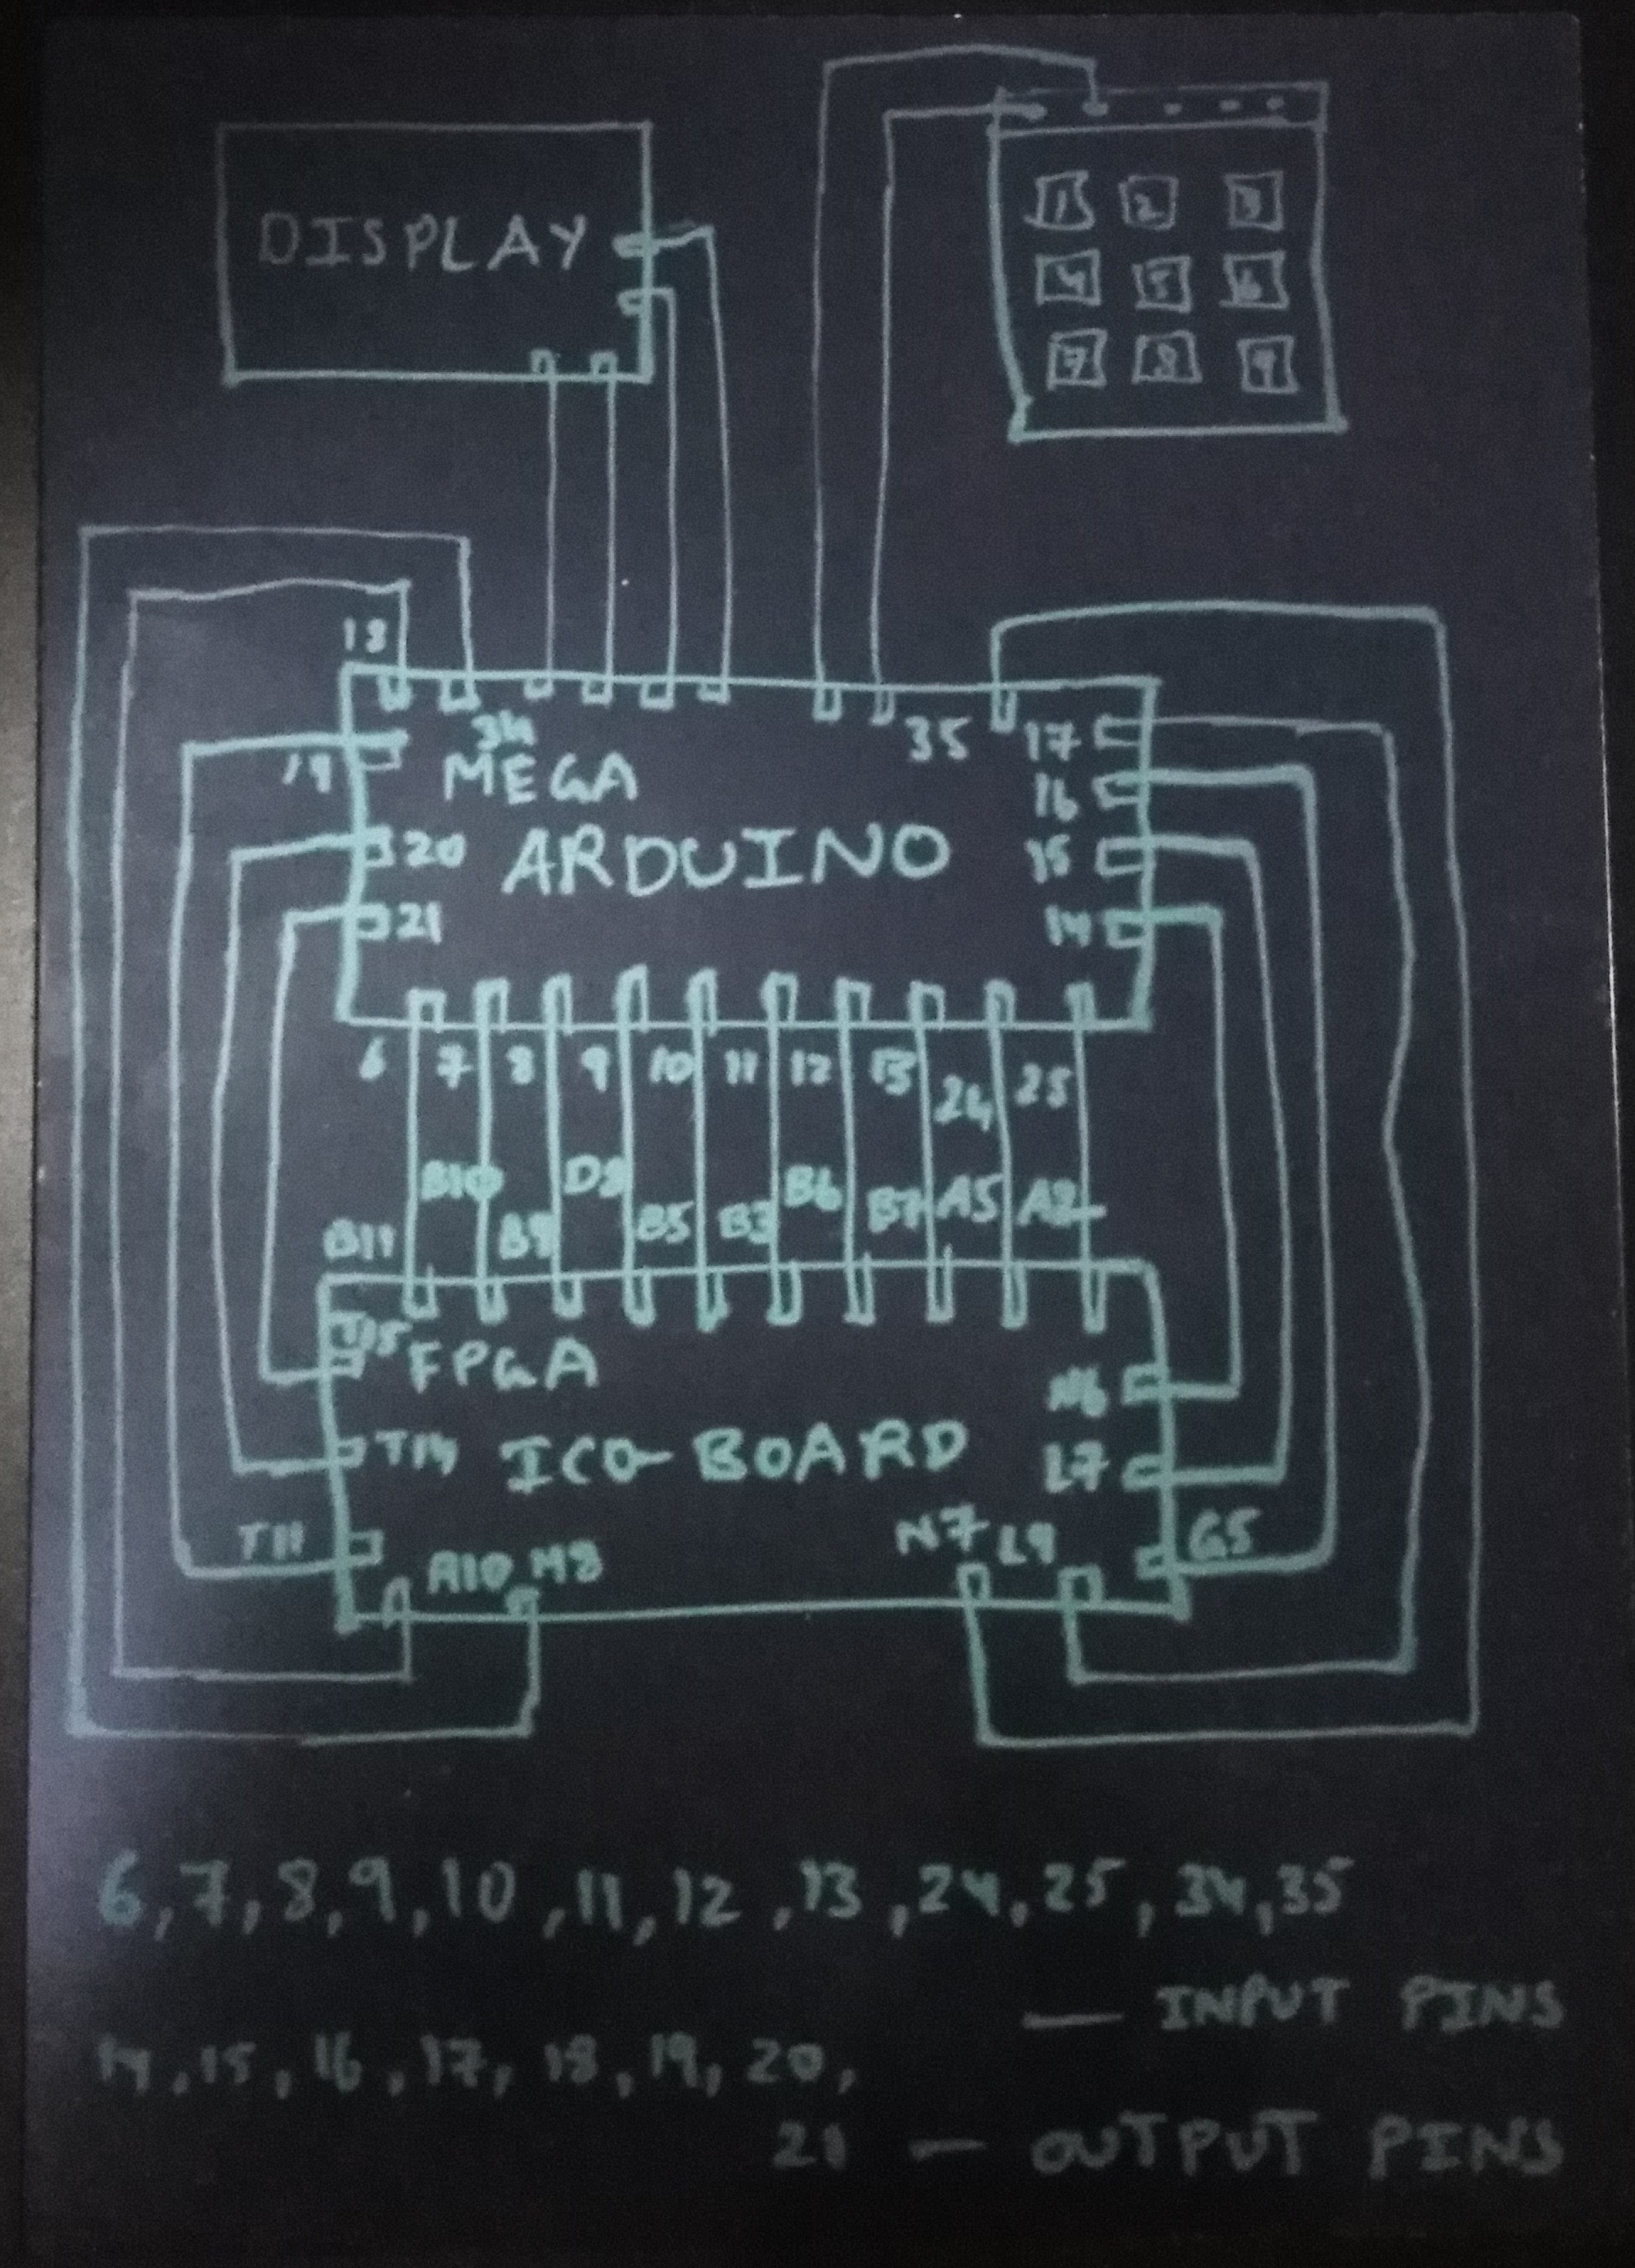 DISPLAY
1 2 3
4 5 6
7 8 9
18
34
35
17
19
MEGA
16
20
ARDUINO
15
21
14
6 7 8 9 10 11 12 13 24 25
B11 B10 B9 D8 B5 B3 B6 B7 A5 A2
T15
FPGA
N6
T14
ICO-BOARD
L7
T11
A10 M8
N7 L9
G5
6,7,8,9,10,11,12,13,24,25,34,35
— INPUT PINS
14,15,16,17,18,19,20,
21 — OUTPUT PINS